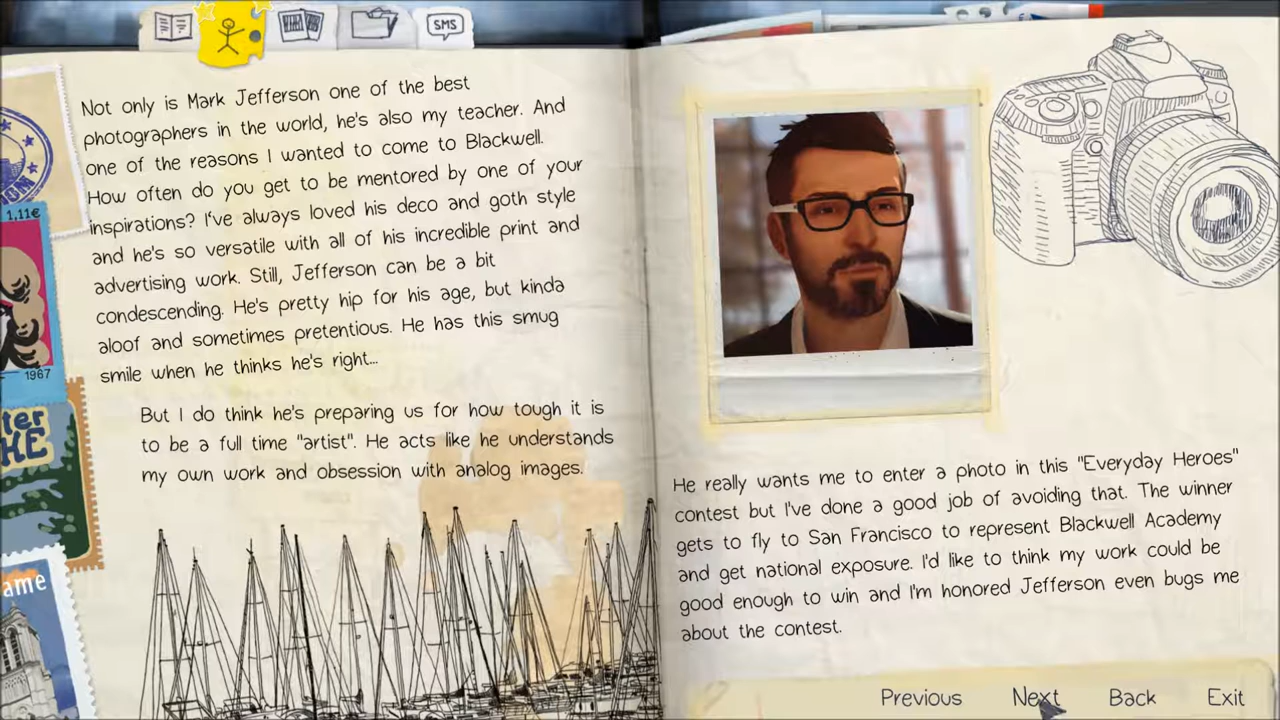 SMS
Not only is Mark Jefferson one of the best
photographers in the world, he's also my teacher. And
one of the reasons I wanted to come to Blackwell.
How often do you get to be mentored by one of your
inspirations? I've always loved his deco and goth style
and he's so versatile with all of his incredible print and
advertising work. Still, Jefferson can be a bit
condescending. He's pretty hip for his age, but kinda
aloof and sometimes pretentious. He has this smug
smile when he thinks he's right...
But I do think he's preparing us for how tough it is
to be a full time "artist". He acts like he understands
my own work and obsession with analog images.
1,11€
1967
ter
HE
ame
He really wants me to enter a photo in this "Everyday Heroes"
contest but I've done a good job of avoiding that. The winner
gets to fly to San Francisco to represent Blackwell Academy
and get national exposure. I'd like to think my work could be
good enough to win and I'm honored Jefferson even bugs me
about the contest.
Previous Next Back Exit